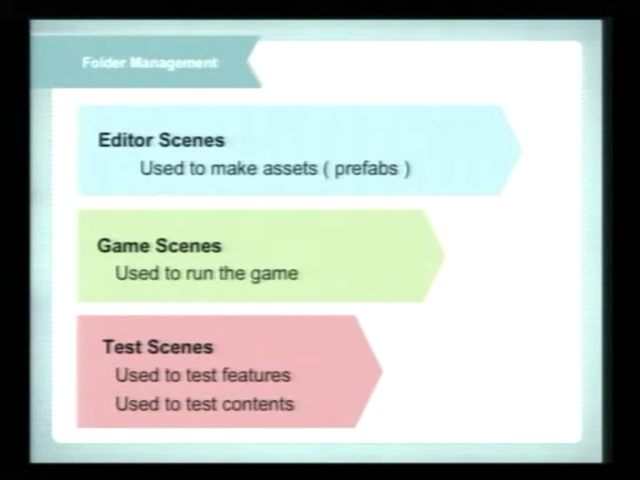 Folder Management
Editor Scenes
Used to make assets ( prefabs )
Game Scenes
Used to run the game
Test Scenes
Used to test features
Used to test contents